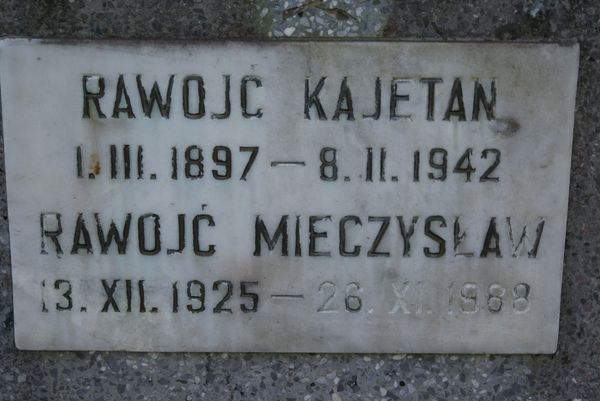 RAWOJC KAJETAN
1. III. 1897 — 8. II. 1942
RAWOJĆ MIECZYSŁAW
13. XII. 1925 — 26. XI. 1988